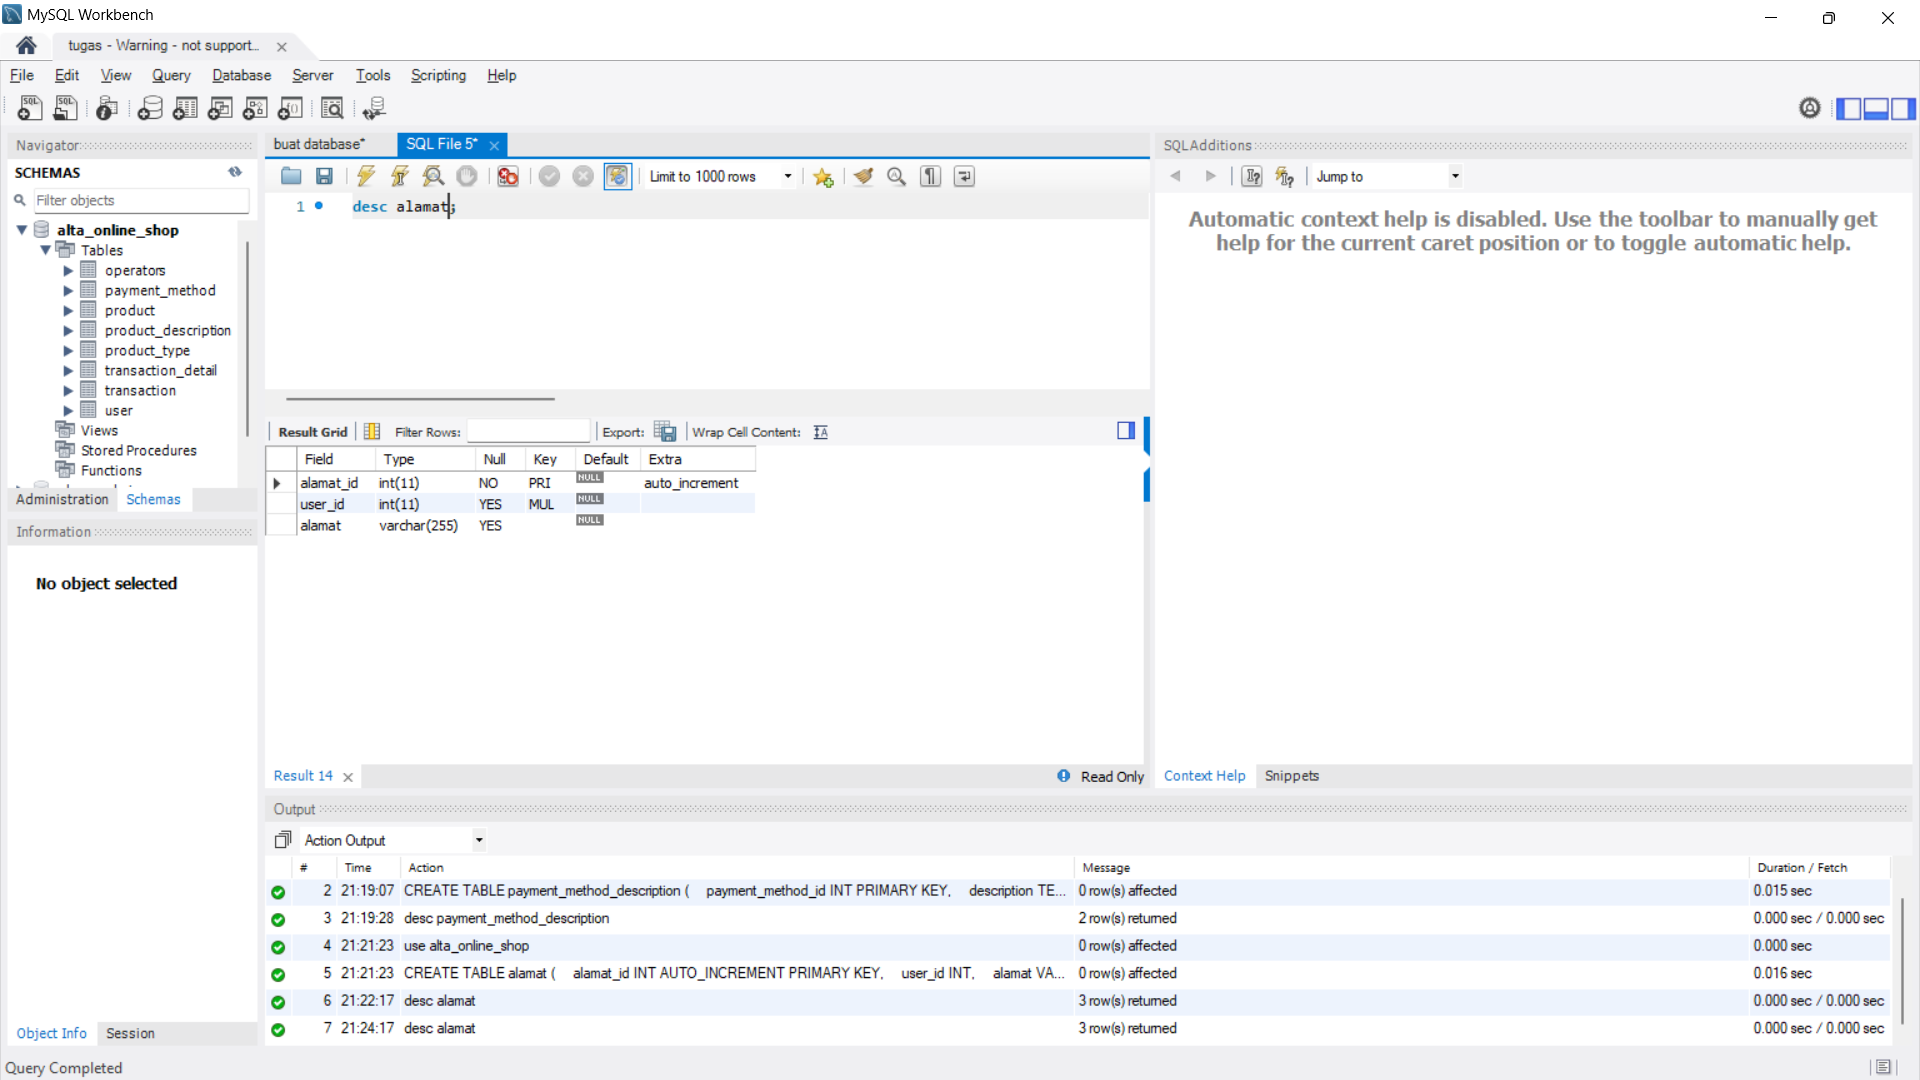 MySQL Workbench
tugas - Warning - not support...
File Edit View Query Database Server Tools Scripting Help
Navigator
SCHEMAS
Filter objects
alta_online_shop
Tables
operators
payment_method
product
product_description
product_type
transaction_detail
transaction
user
Views
Stored Procedures
Functions
Administration Schemas
Information
No object selected
Object Info Session
buat database* SQL File 5*
Limit to 1000 rows
1 desc alamat;
Result Grid Filter Rows: Export: Wrap Cell Content:
Field Type Null Key Default Extra
alamat_id int(11) NO PRI NULL auto_increment
user_id int(11) YES MUL NULL
alamat varchar(255) YES NULL
Result 14 Read Only
SQLAdditions
Jump to
Automatic context help is disabled. Use the toolbar to manually get
help for the current caret position or to toggle automatic help.
Context Help Snippets
Output
Action Output
# Time Action Message Duration / Fetch
2 21:19:07 CREATE TABLE payment_method_description ( payment_method_id INT PRIMARY KEY, description TE... 0 row(s) affected 0.015 sec
3 21:19:28 desc payment_method_description 2 row(s) returned 0.000 sec / 0.000 sec
4 21:21:23 use alta_online_shop 0 row(s) affected 0.000 sec
5 21:21:23 CREATE TABLE alamat ( alamat_id INT AUTO_INCREMENT PRIMARY KEY, user_id INT, alamat VA... 0 row(s) affected 0.016 sec
6 21:22:17 desc alamat 3 row(s) returned 0.000 sec / 0.000 sec
7 21:24:17 desc alamat 3 row(s) returned 0.000 sec / 0.000 sec
Query Completed